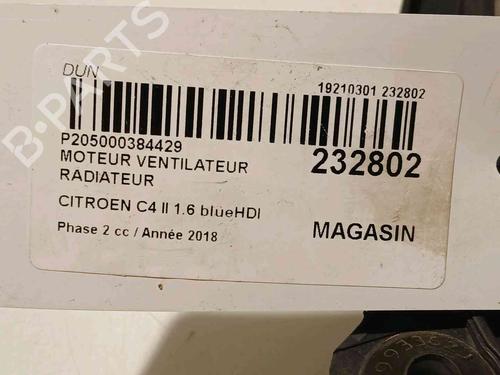 DUN
19210301 232802
P205000384429
232802
MOTEUR VENTILATEUR
RADIATEUR
CITROEN C4 II 1.6 blueHDI
Phase 2 cc / Année 2018
MAGASIN
B-PARTS